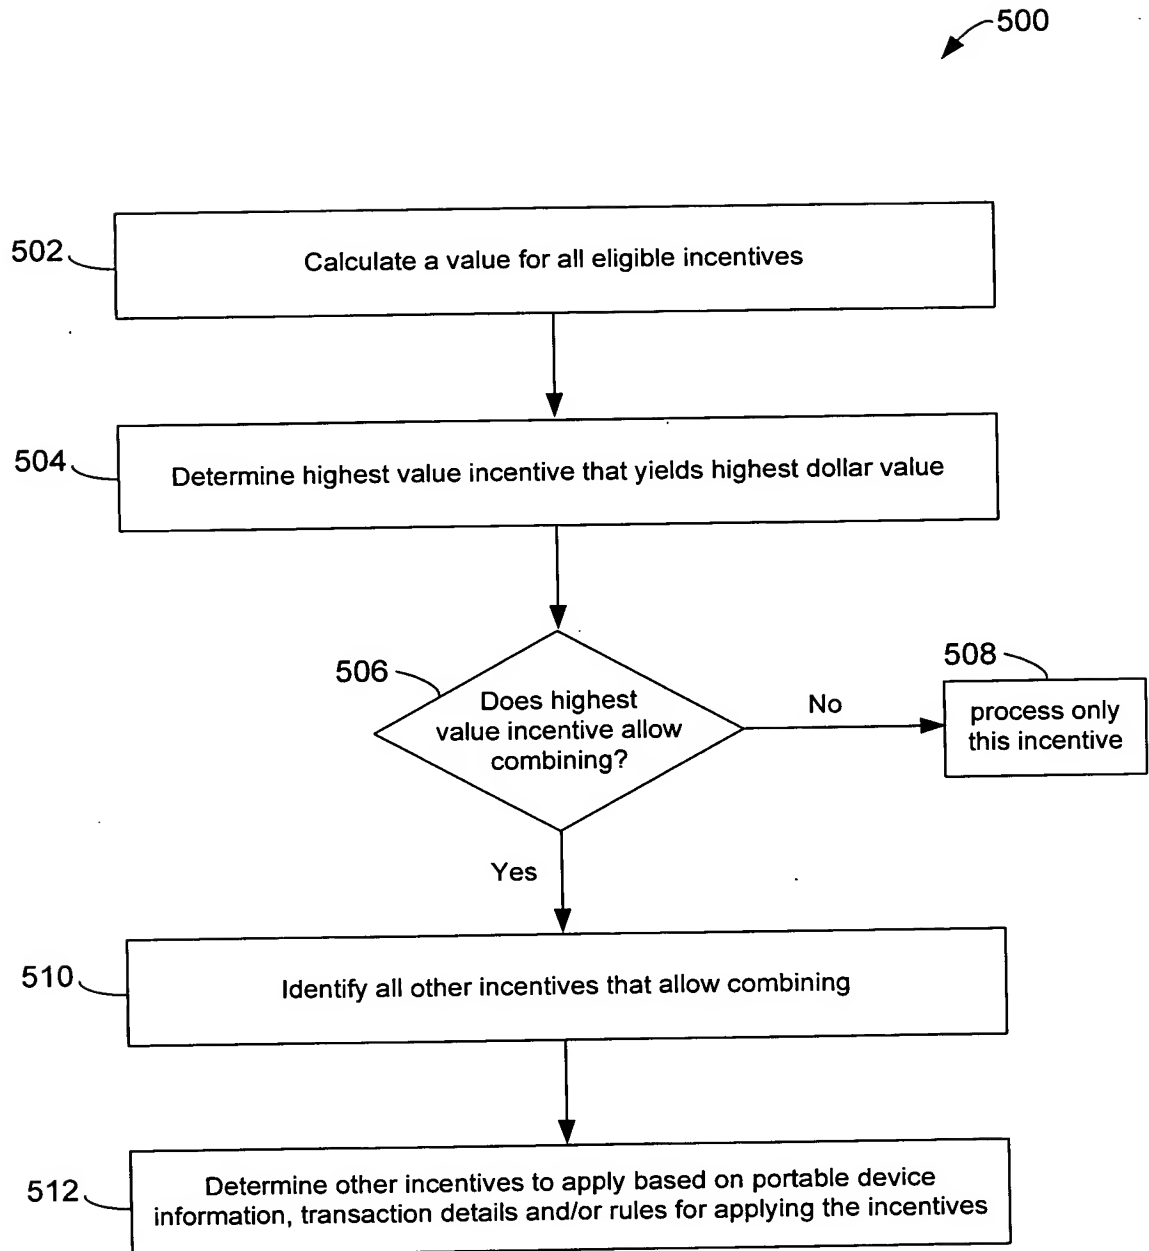 500
502
Calculate a value for all eligible incentives
504
Determine highest value incentive that yields highest dollar value
506
Does highest
value incentive allow
combining?
No
508
process only
this incentive
Yes
510
Identify all other incentives that allow combining
512
Determine other incentives to apply based on portable device
information, transaction details and/or rules for applying the incentives